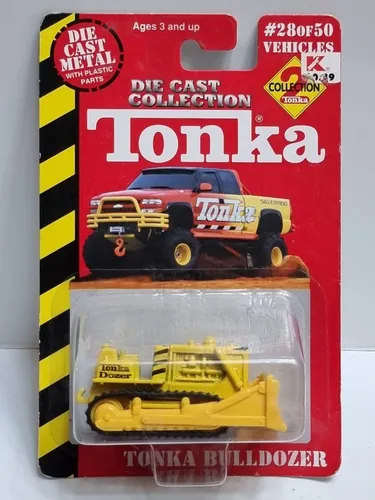 DIE
CAST
METAL
WITH PLASTIC
PARTS
Ages 3 and up
#28 OF 50
VEHICLES
K
COLLECTION
Tonka
DIE CAST
COLLECTION
Tonka®
Tonka
SILVERADO
Tonka
Dozer
TONKA BULLDOZER